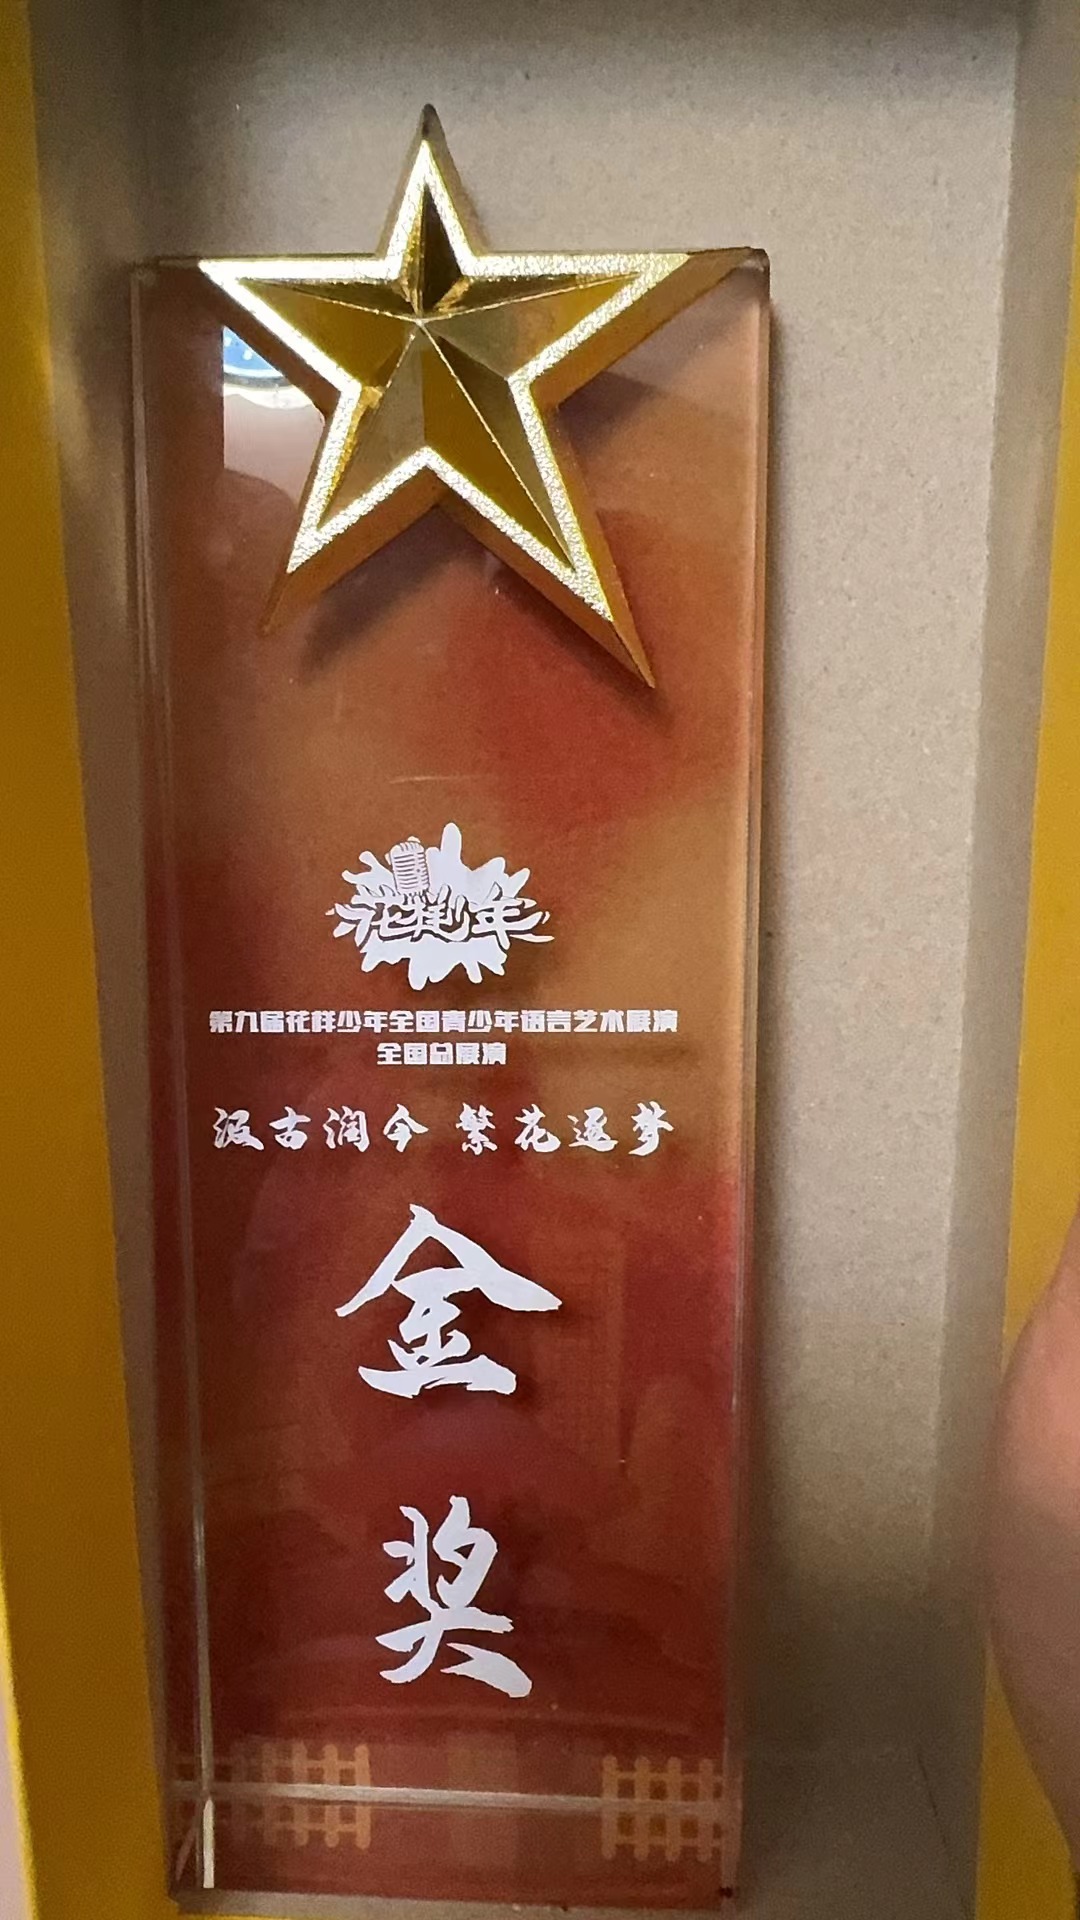 花样少年
第九届花样少年全国青少年语言艺术展演
全国总展演
汲古润今 繁花逐梦
金
奖